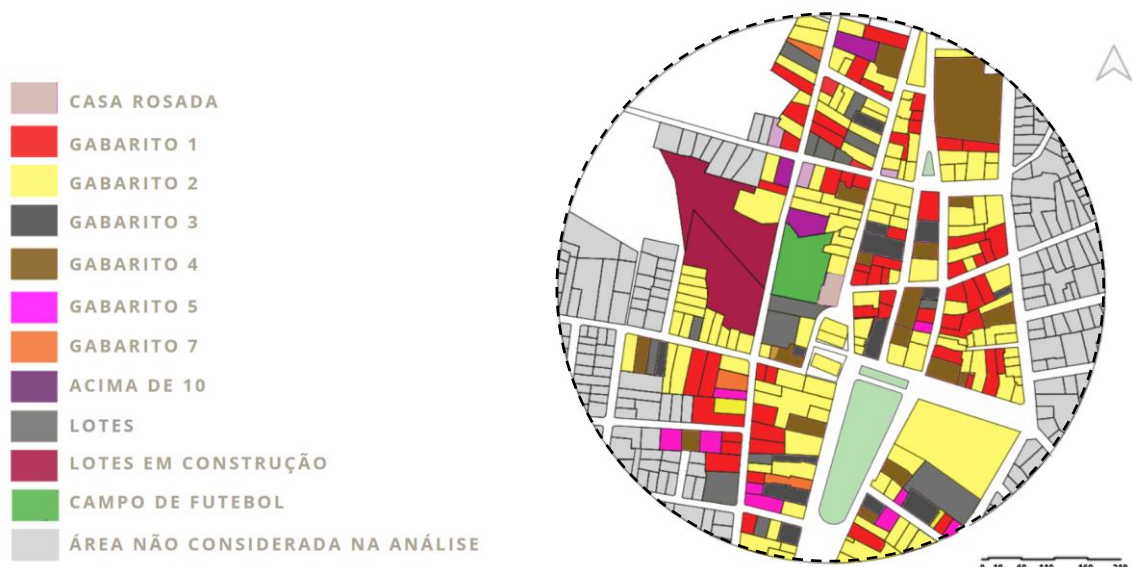 CASA ROSADA
GABARITO 1
GABARITO 2
GABARITO 3
GABARITO 4
GABARITO 5
GABARITO 7
ACIMA DE 10
LOTES
LOTES EM CONSTRUÇÃO
CAMPO DE FUTEBOL
ÁREA NÃO CONSIDERADA NA ANÁLISE